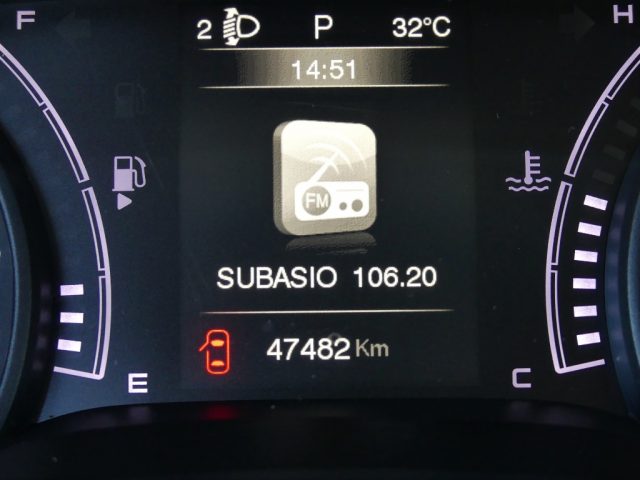 F 2 P 32°C H
14:51
FM
SUBASIO 106.20
47482 Km
E C